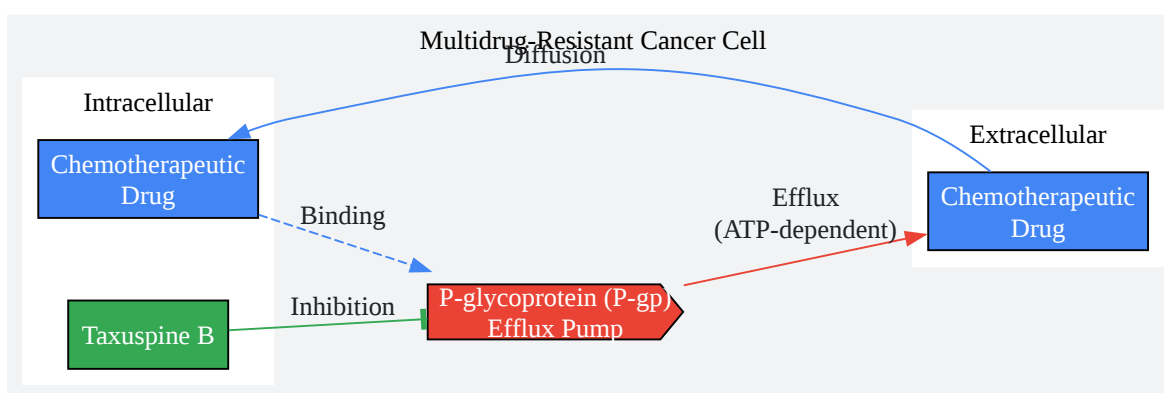 Multidrug-Resistant Cancer Cell
Diffusion
Intracellular
Chemotherapeutic
Drug
Binding
Taxuspine B
Inhibition
P-glycoprotein (P-gp)
Efflux Pump
Efflux
(ATP-dependent)
Extracellular
Chemotherapeutic
Drug